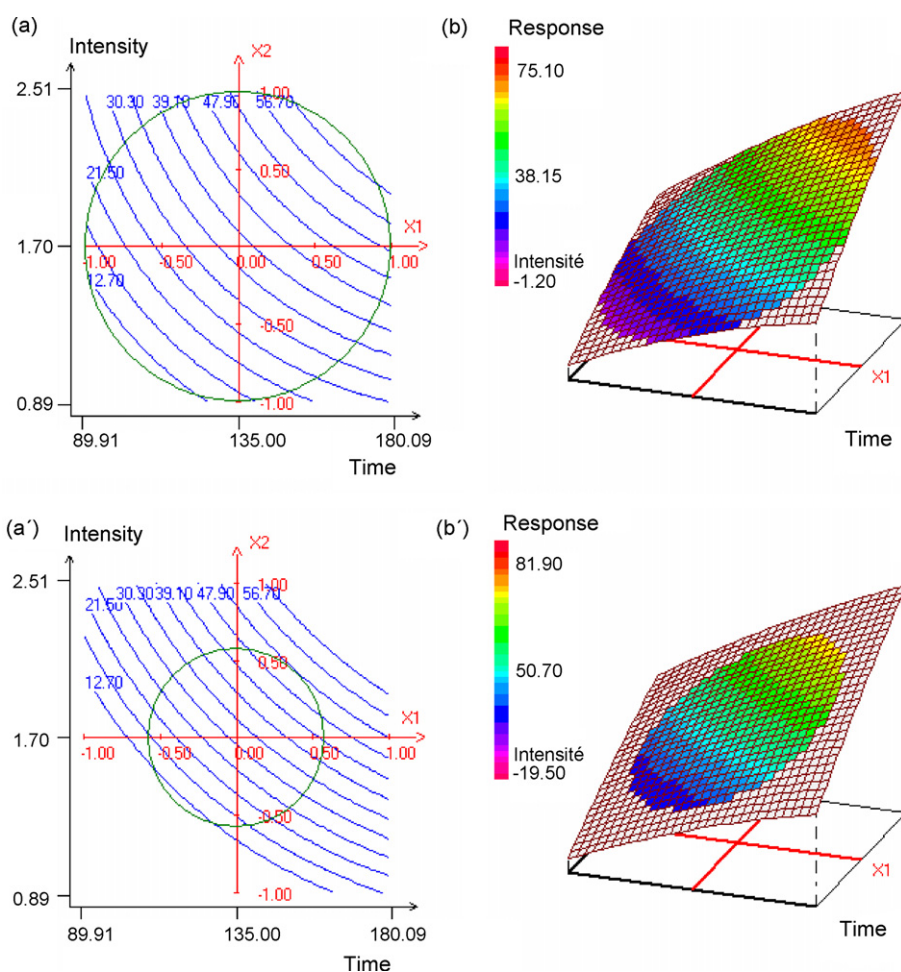 (a)
Intensity
X2
2.51
1.00
30.30 39.10 47.90 56.70
0.50
21.50
X1
1.70
-1.00 -0.50 0.00 0.50 1.00
12.70
-0.50
0.89
-1.00
89.91 135.00 180.09
Time
(b)
Response
75.10
38.15
Intensité
-1.20
X1
Time
(a´)
Intensity
X2
2.51
1.00
30.30 39.10 47.90 56.70
21.50
0.50
12.70
X1
1.70
-1.00 -0.50 0.00 0.50 1.00
-0.50
0.89
-1.00
89.91 135.00 180.09
Time
(b´)
Response
81.90
50.70
Intensité
-19.50
X1
Time